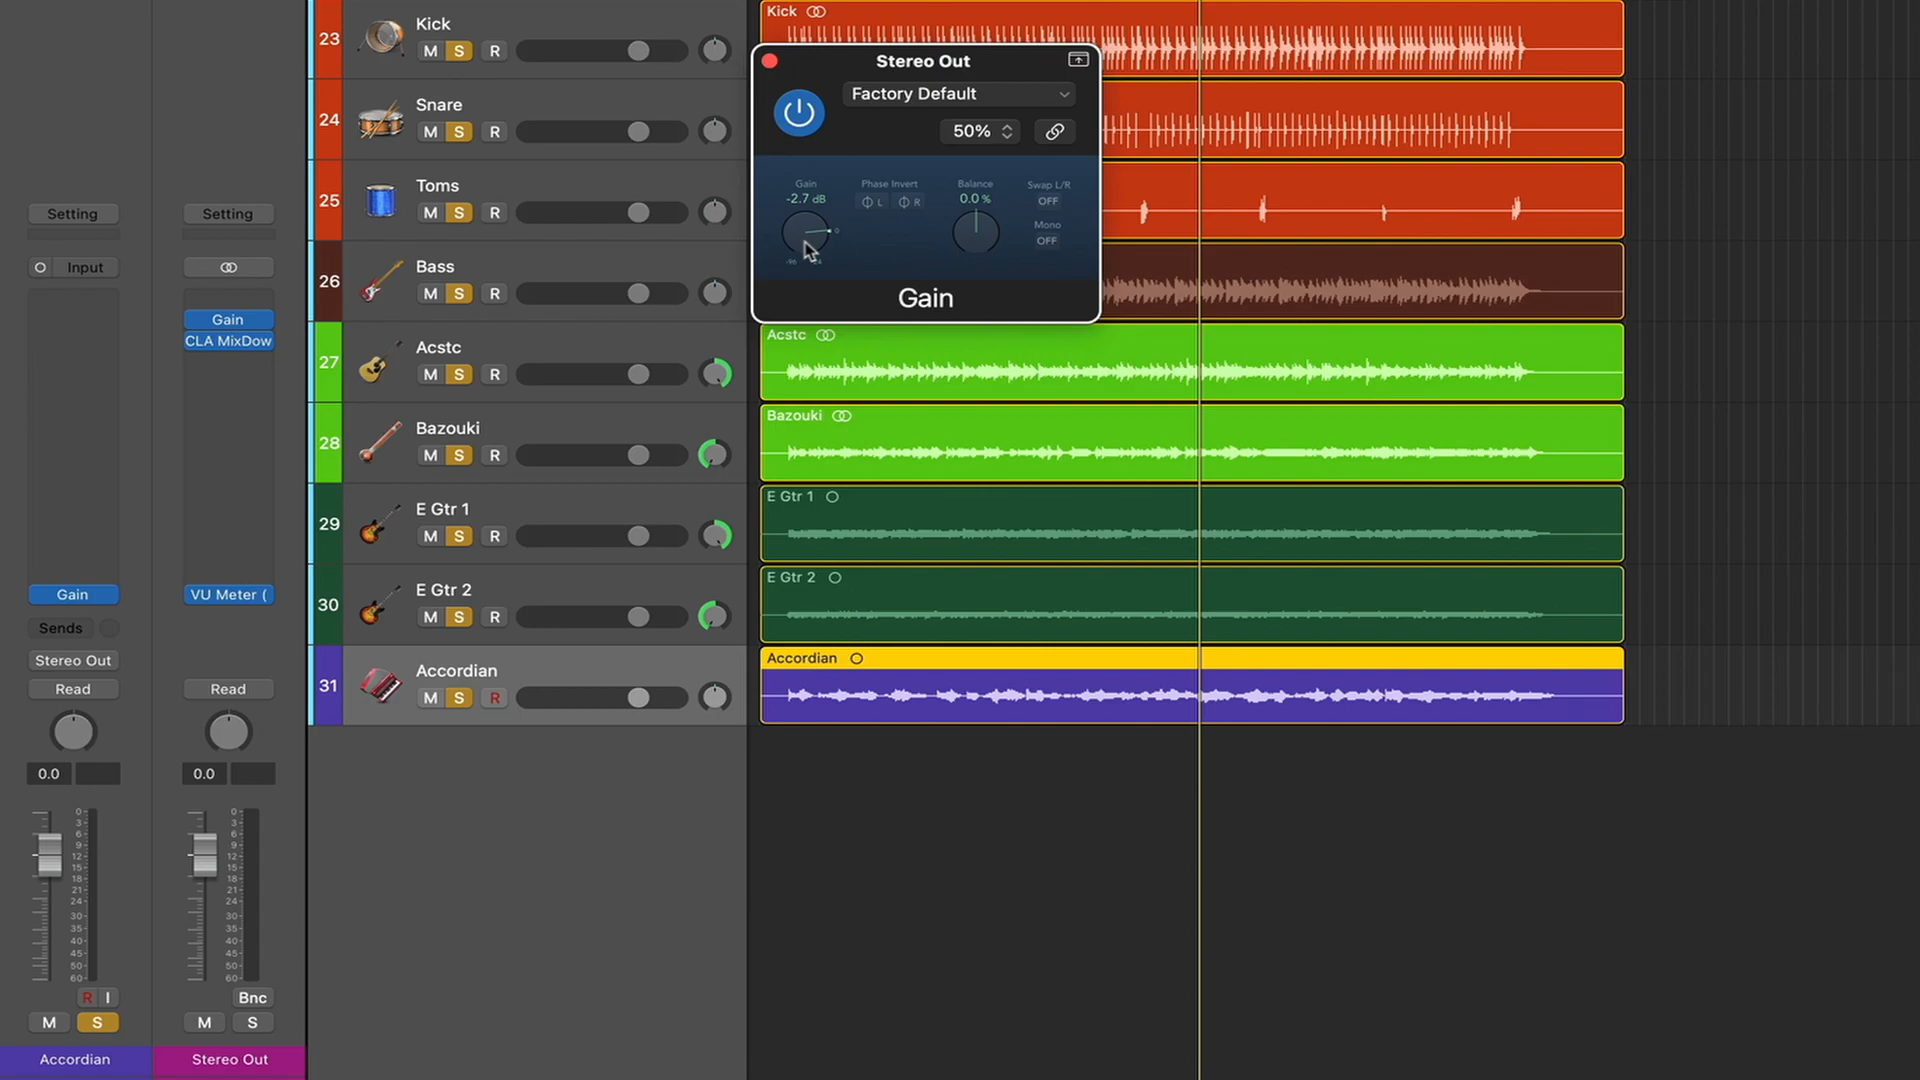 Setting
Input
Gain
Sends
Stereo Out
Read
0.0
0
3
6
9
12
15
18
21
24
30
35
40
45
50
60
R I
M S
Accordian
Setting
Gain
CLA MixDow
VU Meter (
Read
0.0
0
3
6
9
12
15
18
21
24
30
35
40
45
50
60
Bnc
M S
Stereo Out
23 Kick
M S R
24 Snare
M S R
25 Toms
M S R
26 Bass
M S R
27 Acstc
M S R
28 Bazouki
M S R
29 E Gtr 1
M S R
30 E Gtr 2
M S R
31 Accordian
M S R
Kick
Stereo Out
Factory Default
50%
Gain Phase Invert Balance Swap L/R
-2.7 dB L R 0.0 % OFF
0
Mono
OFF
-96 24
Gain
Acstc
Bazouki
E Gtr 1
E Gtr 2
Accordian